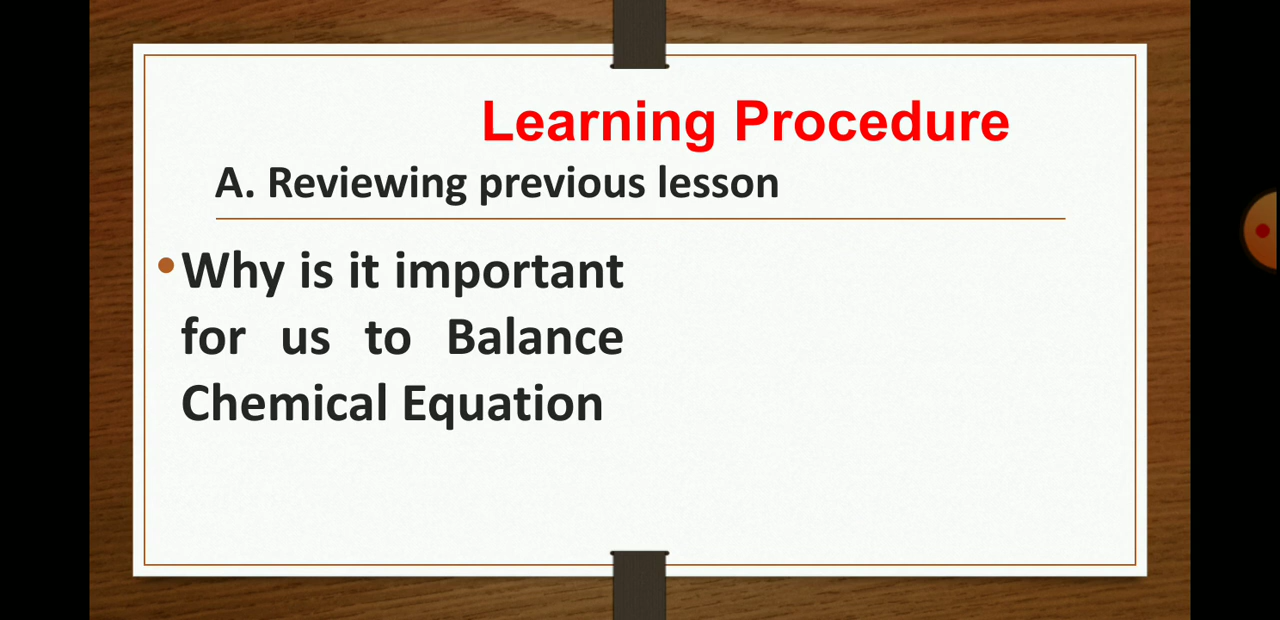 Learning Procedure
A. Reviewing previous lesson
•Why is it important
for us to Balance
Chemical Equation